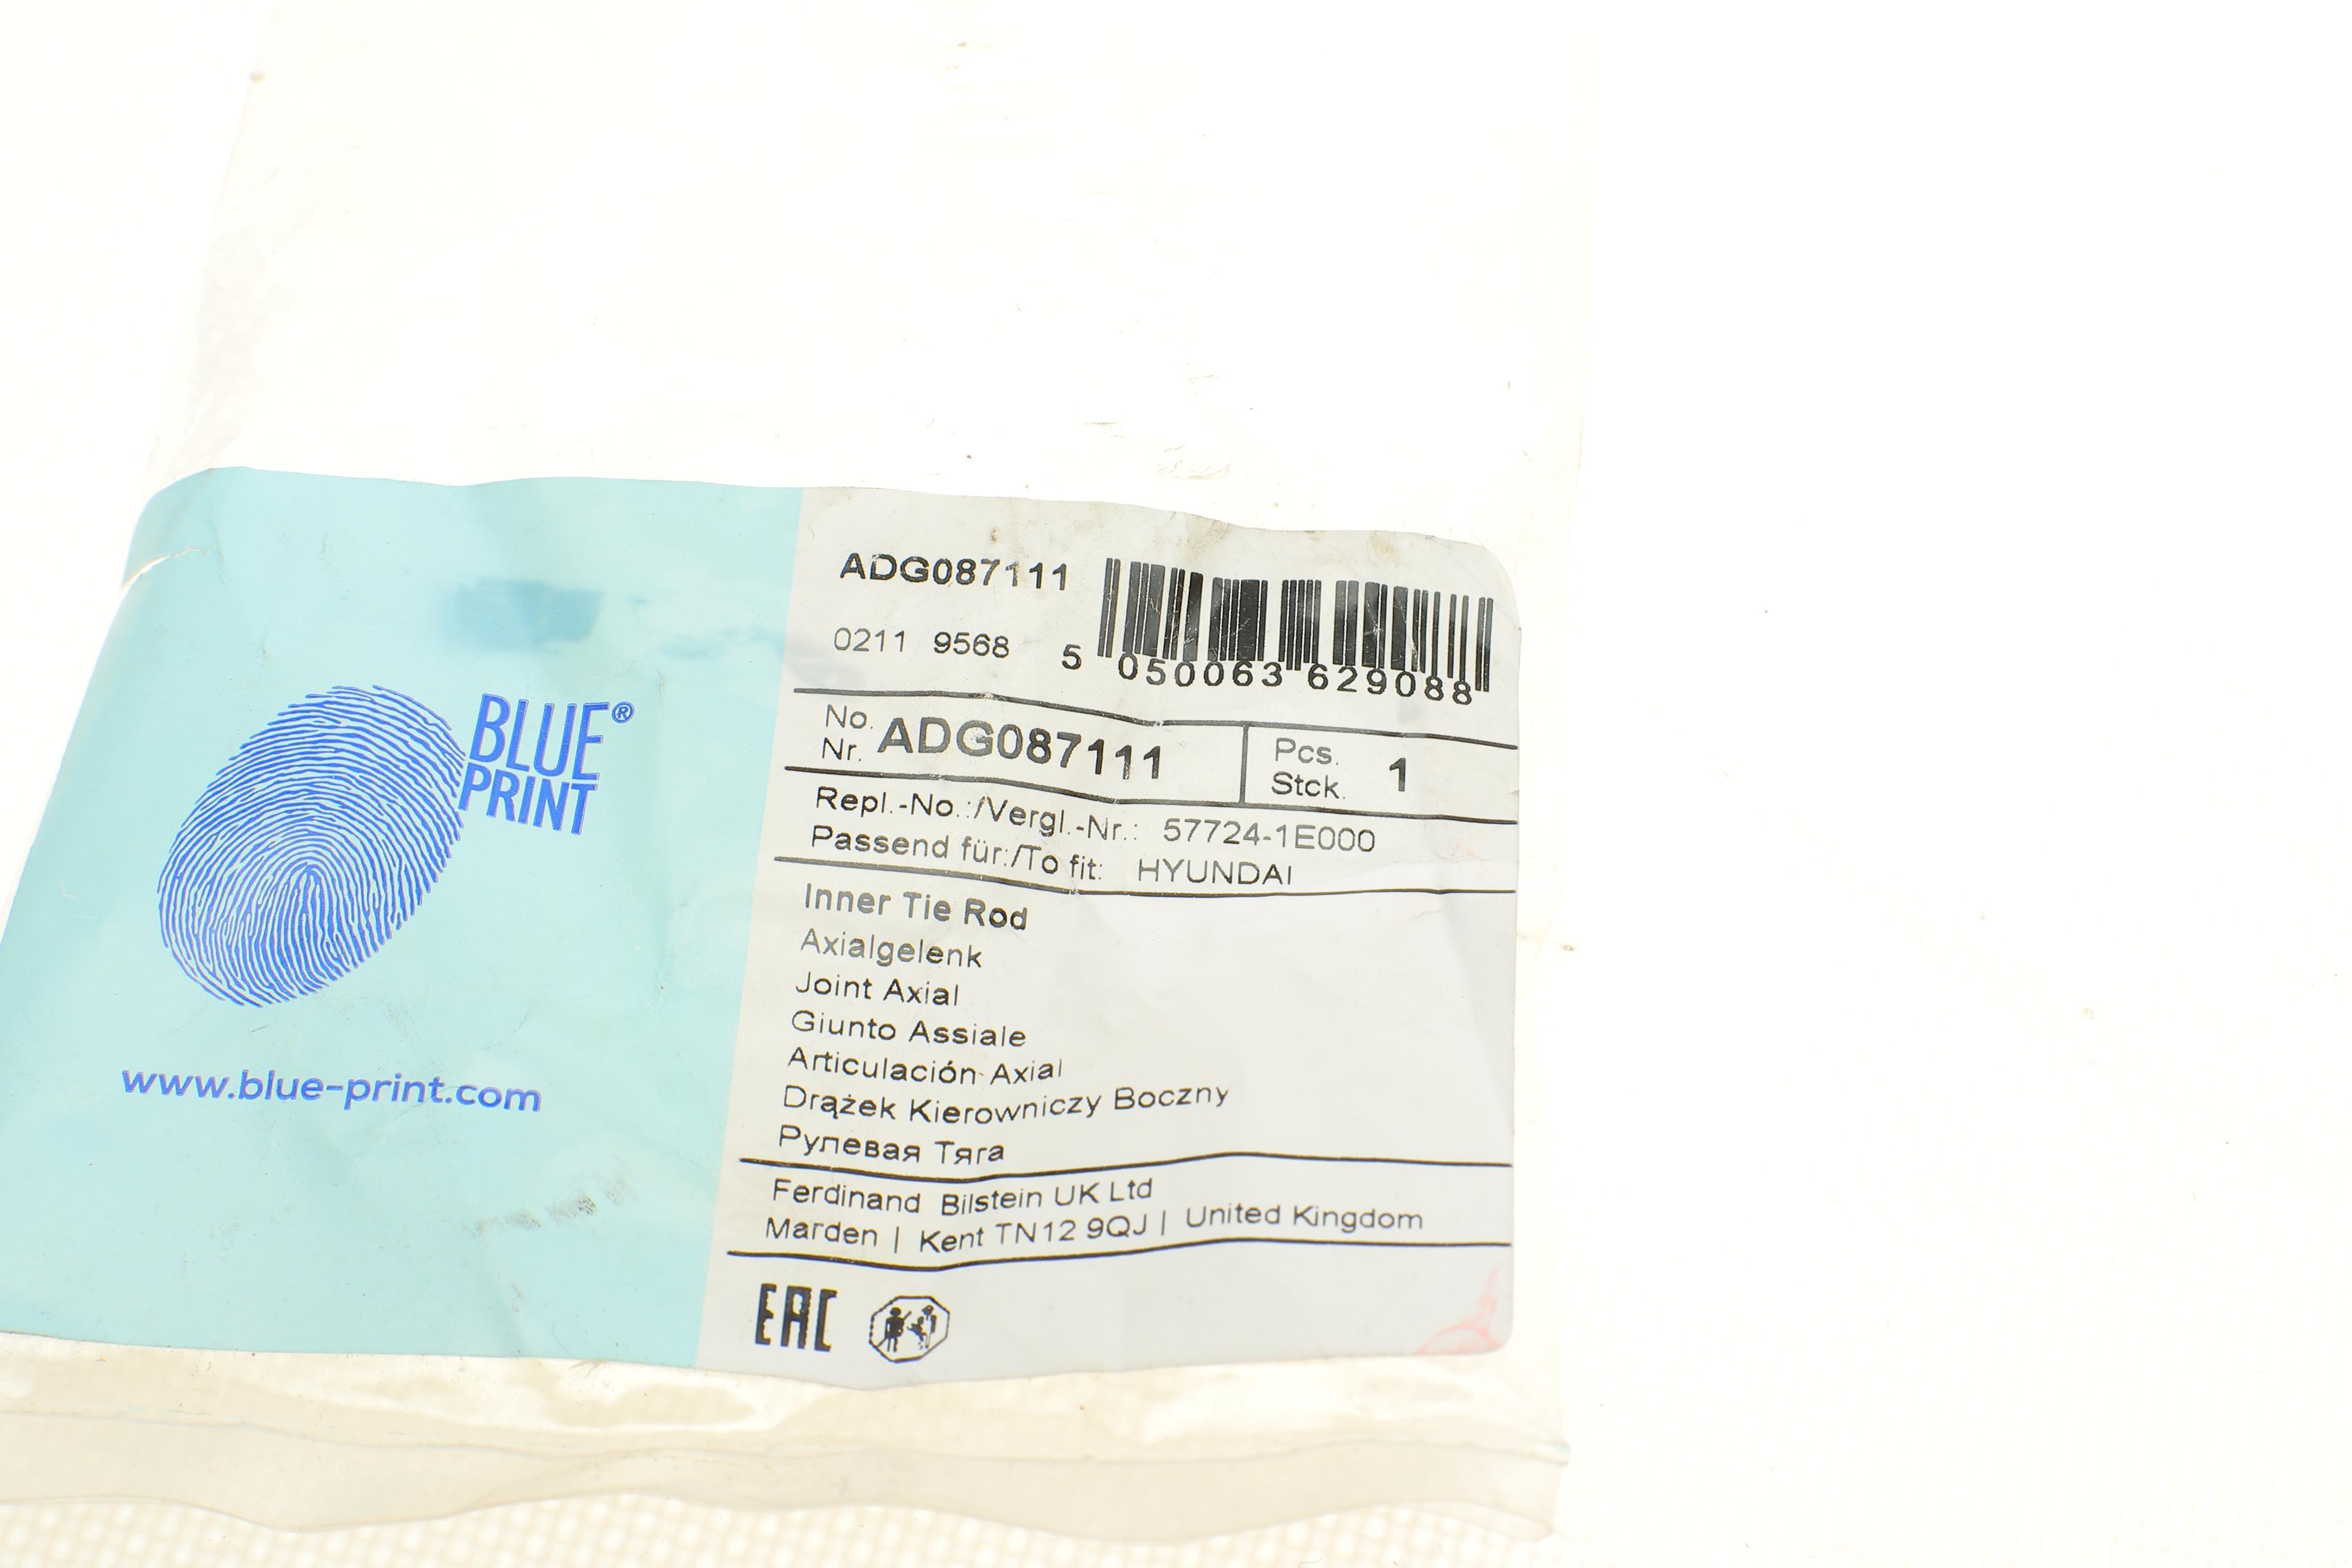 BLUE®
PRINT
www.blue-print.com
ADG087111
0211 9568
5 050063 629088
No.
Nr. ADG087111
Pcs.
Stck. 1
Repl.-No.:/Vergl.-Nr.: 57724-1E000
Passend für:/To fit: HYUNDAI
Inner Tie Rod
Axialgelenk
Joint Axial
Giunto Assiale
Articulación Axial
Drążek Kierowniczy Boczny
Рулевая Тяга
Ferdinand Bilstein UK Ltd
Marden | Kent TN12 9QJ | United Kingdom
EAC